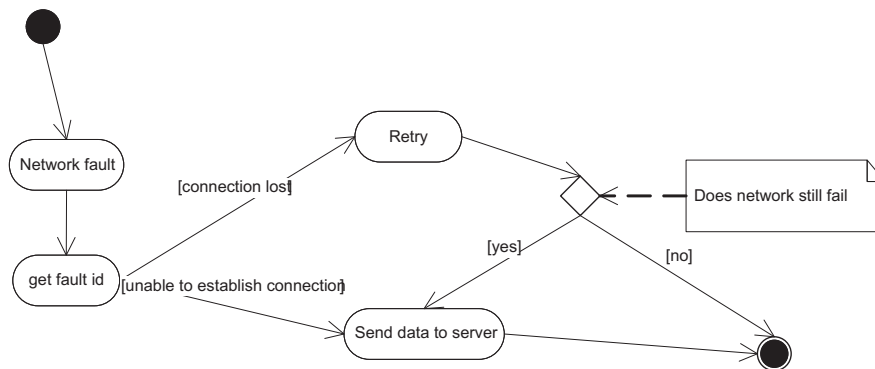 Retry
Network fault
[connection lost]
Does network still fail
[yes]
[no]
get fault id
[unable to establish connection]
Send data to server